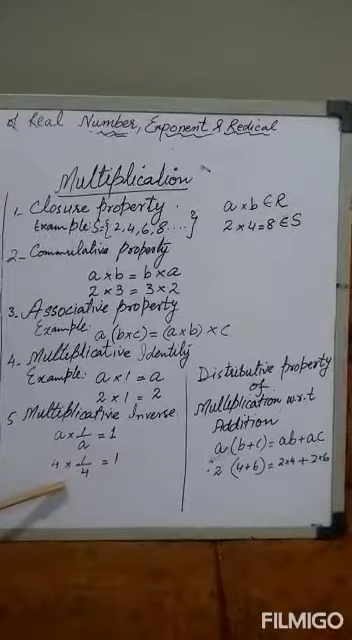 of Real Number, Exponent & Redical
Multiplication
1- Closure property.
Example: S={2,4,6,8....}
a×b∈R
2×4=8∈S
2- Commulative property
a×b = b×a
2×3 = 3×2
3. Associative property
Example: a(b×c)=(a×b)×c
4- Multiplicative Identity
Example: a×1 = a
2×1 = 2
5 Multiplicative Inverse
a×1/a =1
4×1/4 =1
Distributive property
of
Multiplication w.r.t
Addition
a(b+c)=ab+ac
2(4+6)=2×4+2×6
FILMIGO